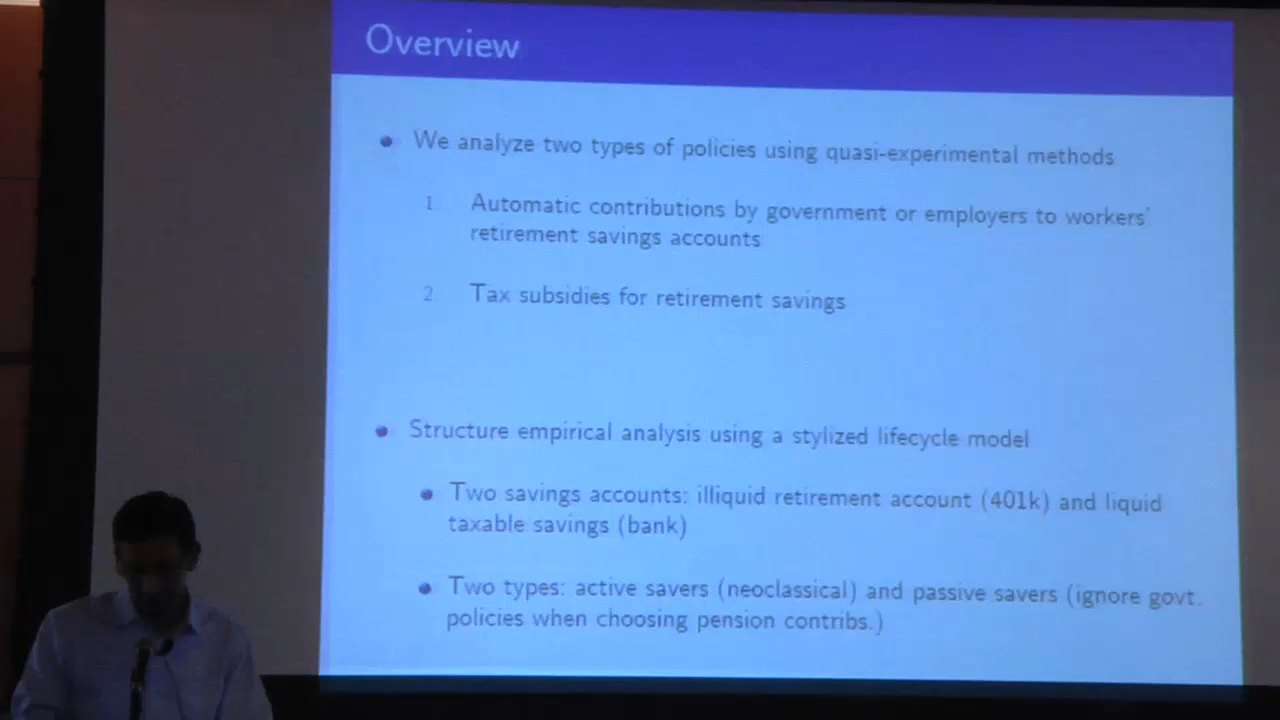 Overview
We analyze two types of policies using quasi-experimental methods
1 Automatic contributions by government or employers to workers'
retirement savings accounts
2 Tax subsidies for retirement savings
Structure empirical analysis using a stylized lifecycle model
Two savings accounts: illiquid retirement account (401k) and liquid
taxable savings (bank)
Two types: active savers (neoclassical) and passive savers (ignore govt.
policies when choosing pension contribs.)